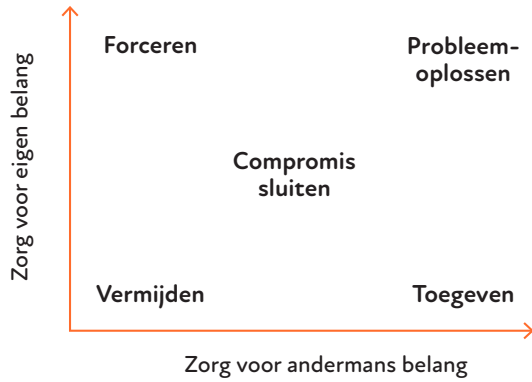 Forceren
Probleem-
oplossen
Zorg voor eigen belang
Compromis
sluiten
Vermijden
Toegeven
Zorg voor andermans belang